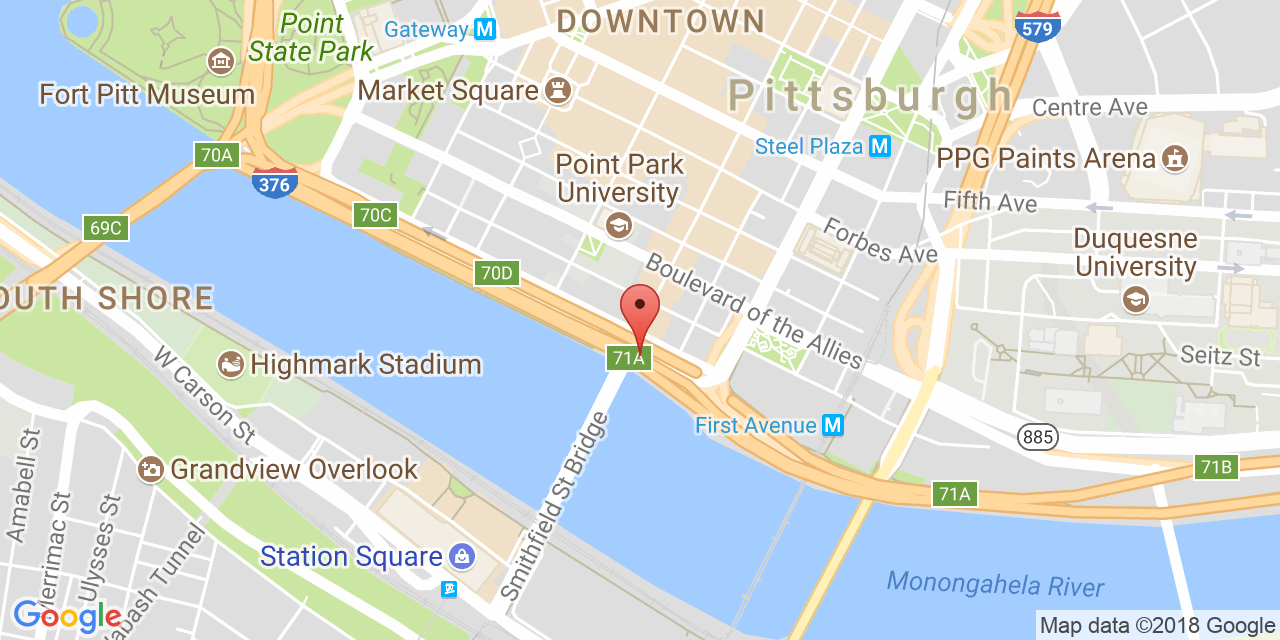 Point
State Park
Gateway M
DOWNTOWN
579
Fort Pitt Museum
Market Square
Pittsburgh
Centre Ave
70A
376
Point Park
University
Steel Plaza M
PPG Paints Arena
Fifth Ave
69C
70C
Forbes Ave
Duquesne
University
70D
Boulevard of the Allies
OUTH SHORE
71A
Seitz St
W Carson St
Highmark Stadium
First Avenue M
885
71B
Amabell St
Grandview Overlook
Smithfield St Bridge
71A
Merrimac St
Ulysses St
Wabash Tunnel
Station Square
Monongahela River
Google
Map data ©2018 Google